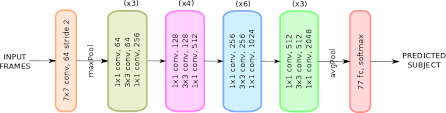 (x3)
(x4)
(x6)
(x3)
INPUT
FRAMES
7x7 conv, 64 stride 2
maxPool
1x1 conv, 64
3x3 conv, 64
1x1 conv, 256
1x1 conv, 128
3x3 conv, 128
1x1 conv, 512
1x1 conv, 256
3x3 conv, 256
1x1 conv, 1024
1x1 conv, 512
3x3 conv, 512
1x1 conv, 2048
avgPool
77 fc, softmax
PREDICTED
SUBJECT